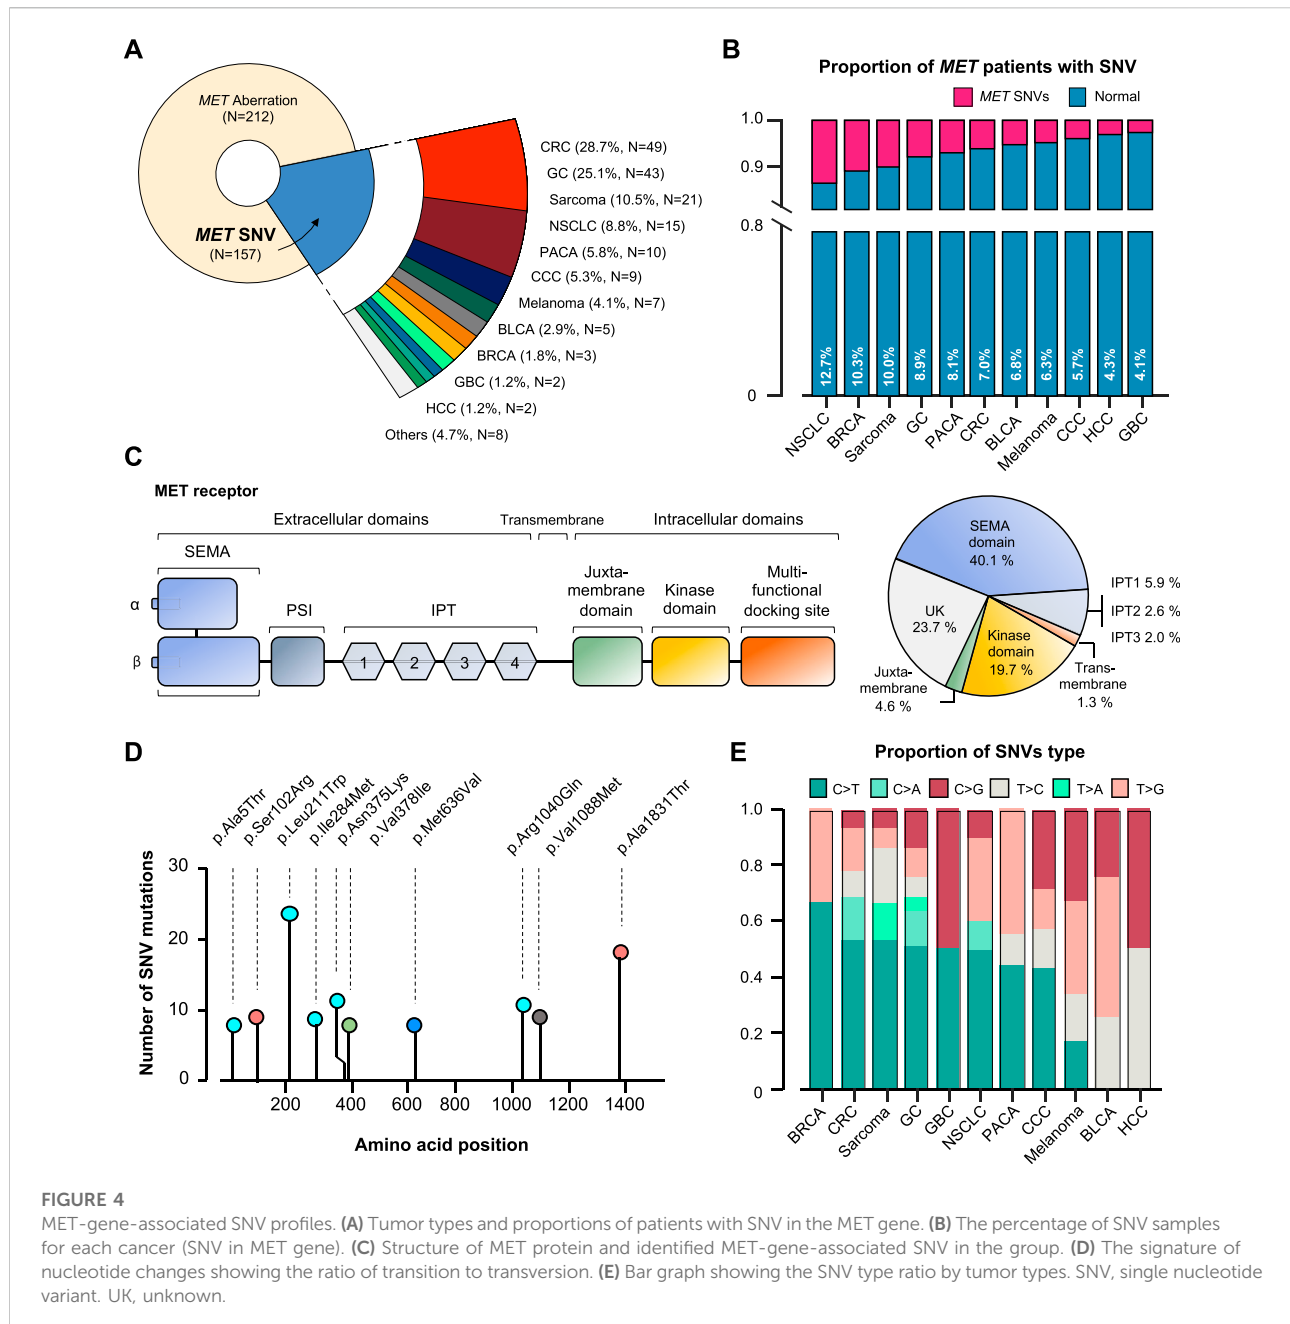 A
MET Aberration
(N=212)
MET SNV
(N=157)
CRC (28.7%, N=49)
GC (25.1%, N=43)
Sarcoma (10.5%, N=21)
NSCLC (8.8%, N=15)
PACA (5.8%, N=10)
CCC (5.3%, N=9)
Melanoma (4.1%, N=7)
BLCA (2.9%, N=5)
BRCA (1.8%, N=3)
GBC (1.2%, N=2)
HCC (1.2%, N=2)
Others (4.7%, N=8)
B
Proportion of MET patients with SNV
MET SNVs
Normal
1.0
0.9
0.8
0
12.7%
10.3%
10.0%
8.9%
8.1%
7.0%
6.8%
6.3%
5.7%
4.3%
4.1%
NSCLC
BRCA
Sarcoma
GC
PACA
CRC
BLCA
Melanoma
CCC
HCC
GBC
C
MET receptor
Extracellular domains
Transmembrane
Intracellular domains
SEMA
PSI
IPT
Juxta-
membrane
domain
Kinase
domain
Multi-
functional
docking site
α
β
1
2
3
4
SEMA
domain
40.1 %
IPT1 5.9 %
IPT2 2.6 %
IPT3 2.0 %
UK
23.7 %
Kinase
domain
19.7 %
Trans-
membrane
1.3 %
Juxta-
membrane
4.6 %
D
p.Ala5Thr
p.Ser102Arg
p.Leu211Trp
p.Ile284Met
p.Asn375Lys
p.Val378Ile
p.Met636Val
p.Arg1040Gln
p.Val1088Met
p.Ala1831Thr
Number of SNV mutations
30
20
10
0
200
400
600
800
1000
1200
1400
Amino acid position
E
Proportion of SNVs type
C>T
C>A
C>G
T>C
T>A
T>G
1.0
0.8
0.6
0.4
0.2
0
BRCA
CRC
Sarcoma
GC
GBC
NSCLC
PACA
CCC
Melanoma
BLCA
HCC
FIGURE 4
MET-gene-associated SNV profiles. (A) Tumor types and proportions of patients with SNV in the MET gene. (B) The percentage of SNV samples
for each cancer (SNV in MET gene). (C) Structure of MET protein and identified MET-gene-associated SNV in the group. (D) The signature of
nucleotide changes showing the ratio of transition to transversion. (E) Bar graph showing the SNV type ratio by tumor types. SNV, single nucleotide
variant. UK, unknown.